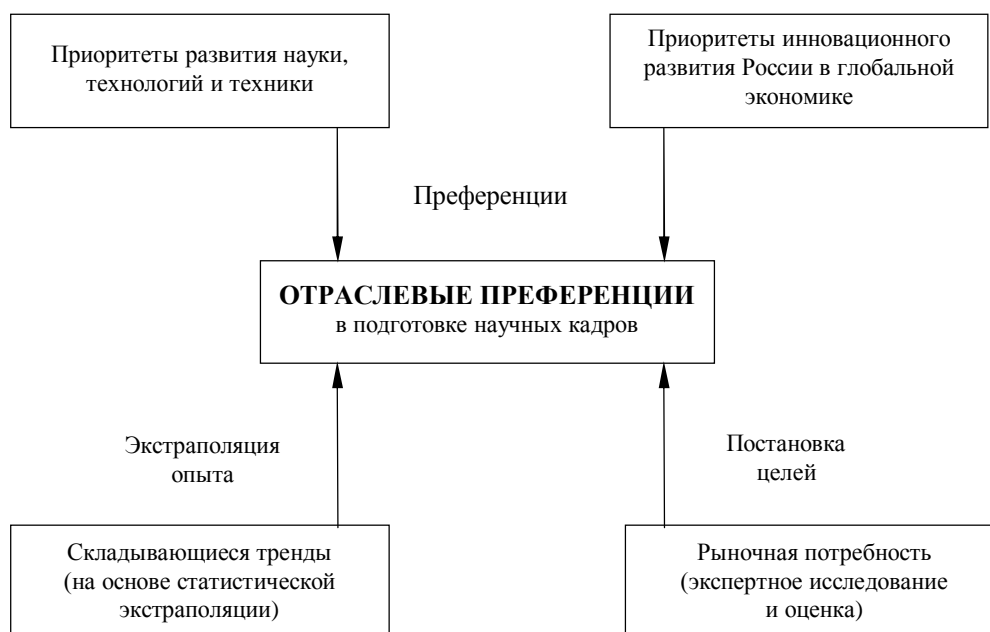 Приоритеты развития науки,
технологий и техники
Приоритеты инновационного
развития России в глобальной
экономике
Преференции
ОТРАСЛЕВЫЕ ПРЕФЕРЕНЦИИ
в подготовке научных кадров
Экстраполяция
опыта
Постановка
целей
Складывающиеся тренды
(на основе статистической
экстраполяции)
Рыночная потребность
(экспертное исследование
и оценка)